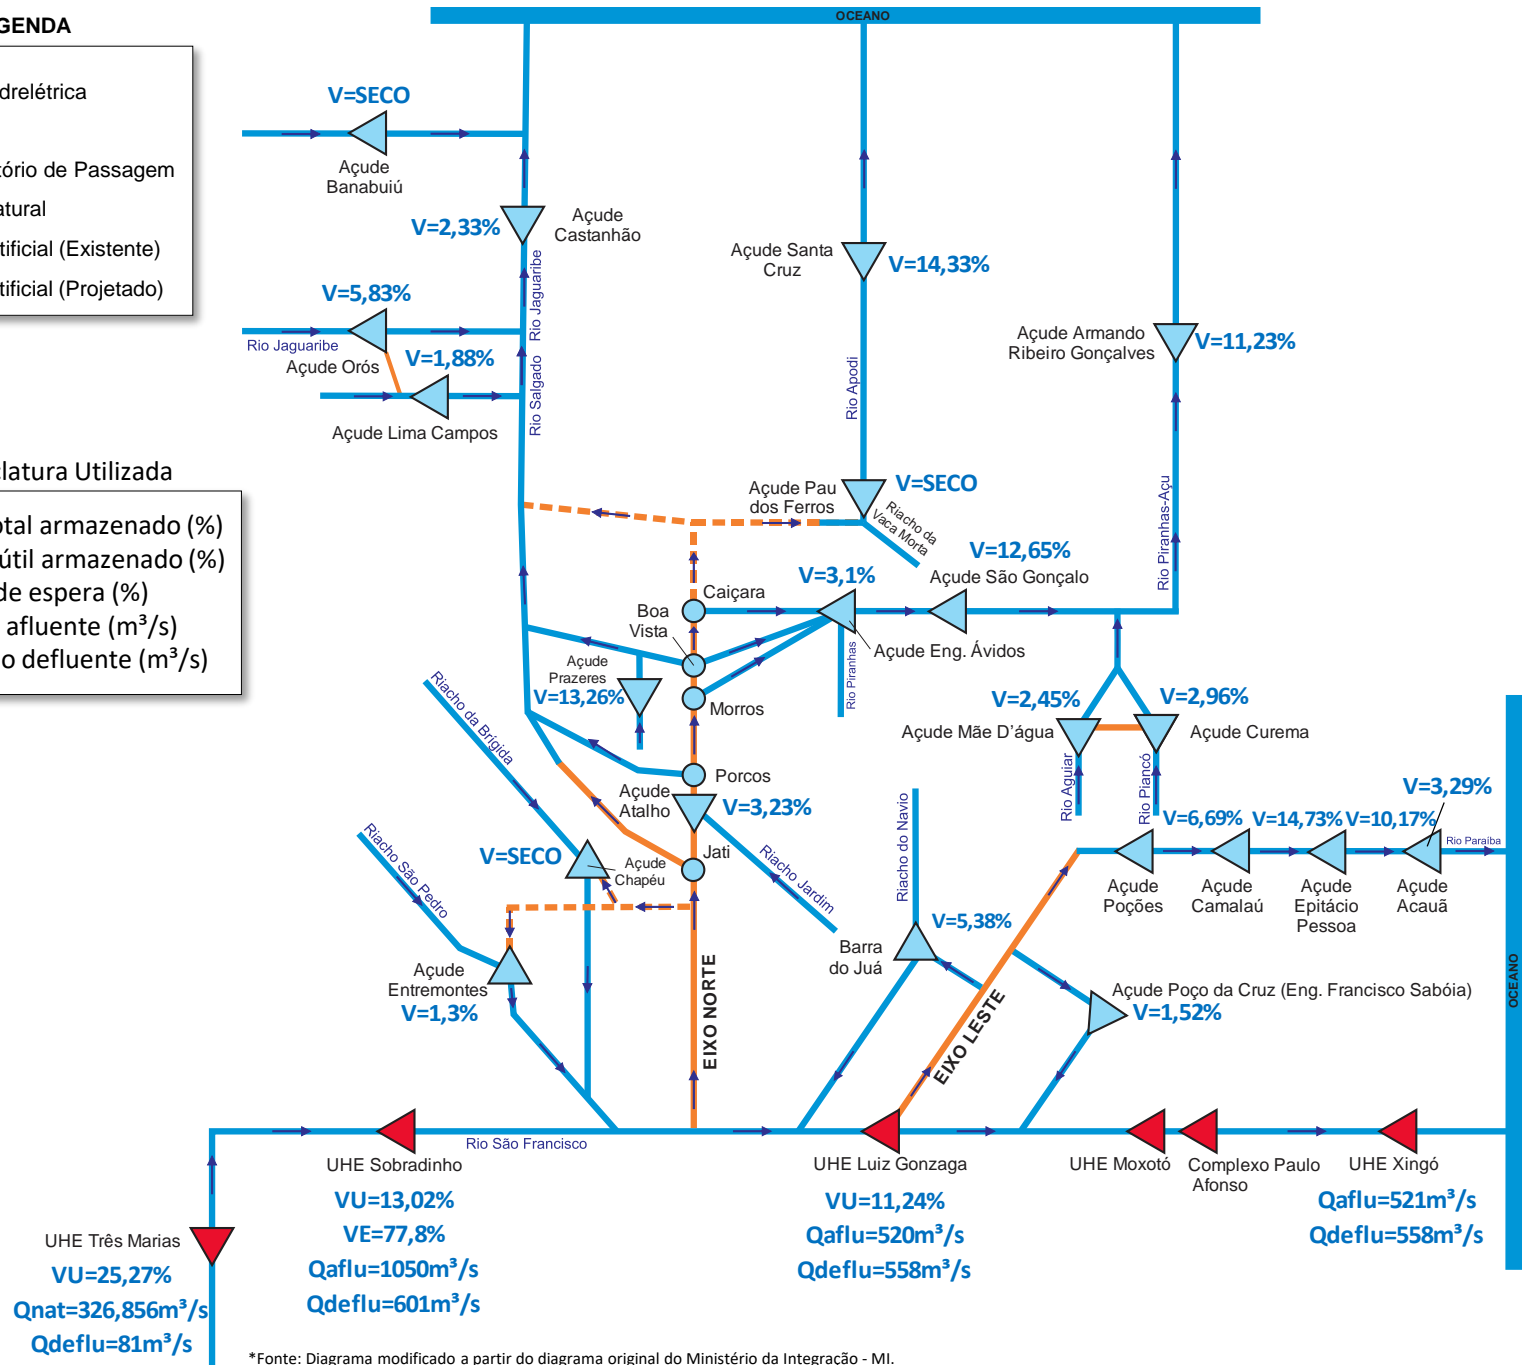 GENDA
drelétrica
tório de Passagem
atural
tificial (Existente)
tificial (Projetado)
clatura Utilizada
otal armazenado (%)
útil armazenado (%)
de espera (%)
afluente (m³/s)
o defluente (m³/s)
OCEANO
V=SECO
Açude
Banabuiú
V=2,33%
Açude
Castanhão
Rio Jaguaribe
V=5,83%
Rio Jaguaribe
Açude Orós
V=1,88%
Açude Lima Campos
Rio Salgado
Açude Santa
Cruz
V=14,33%
Rio Apodi
Açude Armando
Ribeiro Gonçalves
V=11,23%
Rio Piranhas-Açu
Açude Pau
dos Ferros
V=SECO
Riacho da
Vaca Morta
V=12,65%
Açude São Gonçalo
V=3,1%
Açude Eng. Ávidos
Rio Piranhas
Caiçara
Boa
Vista
Morros
Açude
Prazeres
V=13,26%
Porcos
Açude
Atalho
V=3,23%
Jati
Riacho Jardim
Riacho da Brígida
Riacho São Pedro
V=SECO
Açude
Chapéu
Açude
Entremontes
V=1,3%
EIXO NORTE
V=2,45%
Açude Mãe D'água
V=2,96%
Açude Curema
Rio Aguiar
Rio Piancó
V=3,29%
V=6,69%
V=14,73%
V=10,17%
Rio Paraíba
Açude
Poções
Açude
Camalaú
Açude
Epitácio
Pessoa
Açude
Acauã
Riacho do Navio
V=5,38%
Barra
do Juá
EIXO LESTE
Açude Poço da Cruz (Eng. Francisco Sabóia)
V=1,52%
OCEANO
Rio São Francisco
UHE Sobradinho
VU=13,02%
VE=77,8%
Qaflu=1050m³/s
Qdeflu=601m³/s
UHE Luiz Gonzaga
VU=11,24%
Qaflu=520m³/s
Qdeflu=558m³/s
UHE Moxotó
Complexo Paulo
Afonso
UHE Xingó
Qaflu=521m³/s
Qdeflu=558m³/s
UHE Três Marias
VU=25,27%
Qnat=326,856m³/s
Qdeflu=81m³/s
*Fonte: Diagrama modificado a partir do diagrama original do Ministério da Integração - MI.